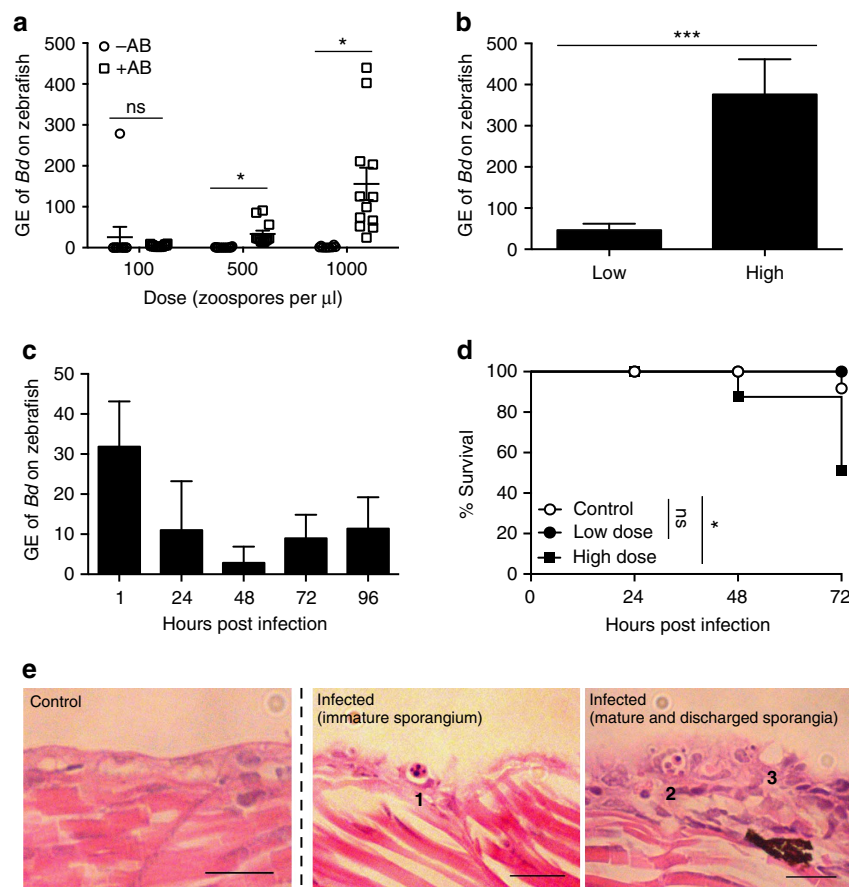 a
–AB
+AB
GE of Bd on zebrafish
500
400
300
200
100
0
ns
*
*
100
500
1000
Dose (zoospores per µl)
b
GE of Bd on zebrafish
500
400
300
200
100
0
***
Low
High
c
GE of Bd on zebrafish
50
40
30
20
10
0
1
24
48
72
96
Hours post infection
d
% Survival
100
80
60
40
20
0
Control
Low dose
High dose
ns
*
0
24
48
72
Hours post infection
e
Control
Infected
(immature sporangium)
1
Infected
(mature and discharged sporangia)
2
3